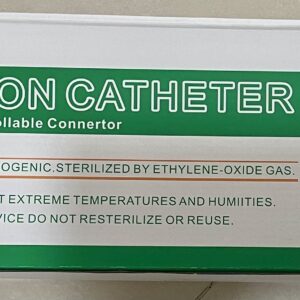 ON CATHETER
ollable Connertor
OGENIC.STERILIZED BY ETHYLENE-OXIDE GAS.
T EXTREME TEMPERATURES AND HUMIITIES.
VICE DO NOT RESTERILIZE OR REUSE.